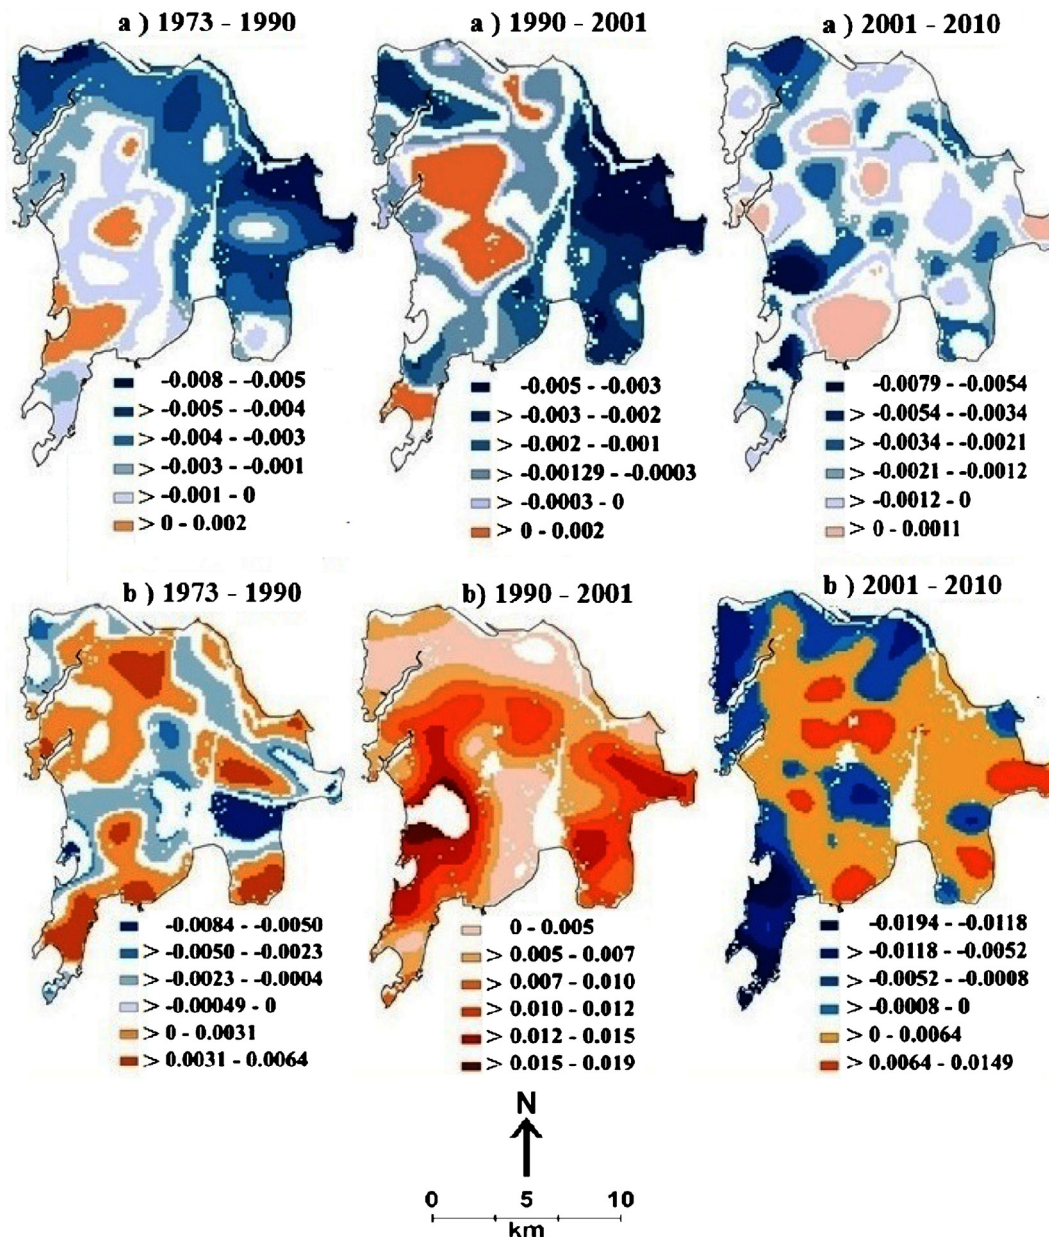 a ) 1973 - 1990
a ) 1990 - 2001
a ) 2001 - 2010
-0.008 - -0.005
> -0.005 - -0.004
> -0.004 - -0.003
> -0.003 - -0.001
> -0.001 - 0
> 0 - 0.002
-0.005 - -0.003
> -0.003 - -0.002
> -0.002 - -0.001
> -0.00129 - -0.0003
> -0.0003 - 0
> 0 - 0.002
-0.0079 - -0.0054
> -0.0054 - -0.0034
> -0.0034 - -0.0021
> -0.0021 - -0.0012
> -0.0012 - 0
> 0 - 0.0011
b ) 1973 - 1990
b) 1990 - 2001
b ) 2001 - 2010
-0.0084 - -0.0050
> -0.0050 - -0.0023
> -0.0023 - -0.0004
> -0.00049 - 0
> 0 - 0.0031
> 0.0031 - 0.0064
0 - 0.005
> 0.005 - 0.007
> 0.007 - 0.010
> 0.010 - 0.012
> 0.012 - 0.015
> 0.015 - 0.019
-0.0194 - -0.0118
> -0.0118 - -0.0052
> -0.0052 - -0.0008
> -0.0008 - 0
> 0 - 0.0064
> 0.0064 - 0.0149
N
0 5 10
km